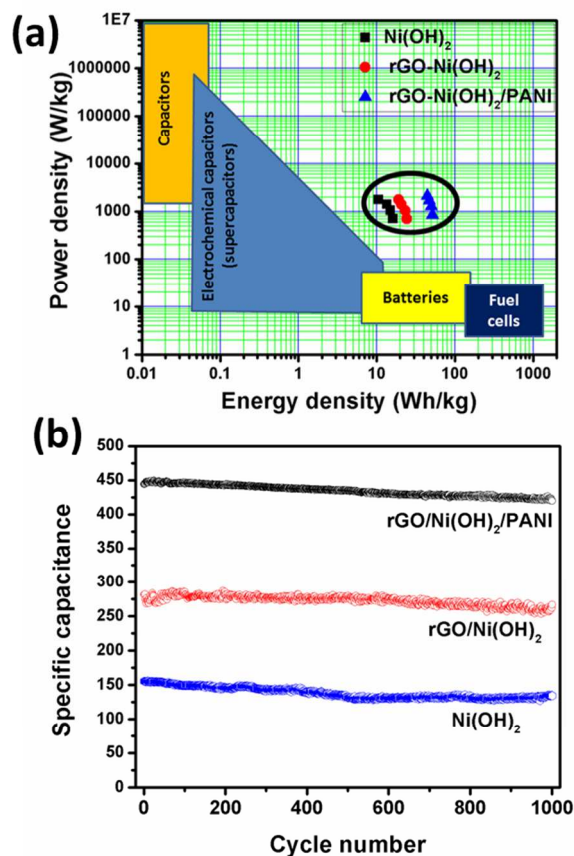 (a)
1E7
1000000
100000
10000
1000
100
10
1
Power density (W/kg)
Capacitors
Electrochemical capacitors
(supercapacitors)
Ni(OH)2
rGO-Ni(OH)2
rGO-Ni(OH)2/PANI
Batteries
Fuel
cells
0.01 0.1 1 10 100 1000
Energy density (Wh/kg)
(b)
500
450
400
350
300
250
200
150
100
50
0
Specific capacitance
rGO/Ni(OH)2/PANI
rGO/Ni(OH)2
Ni(OH)2
0 200 400 600 800 1000
Cycle number